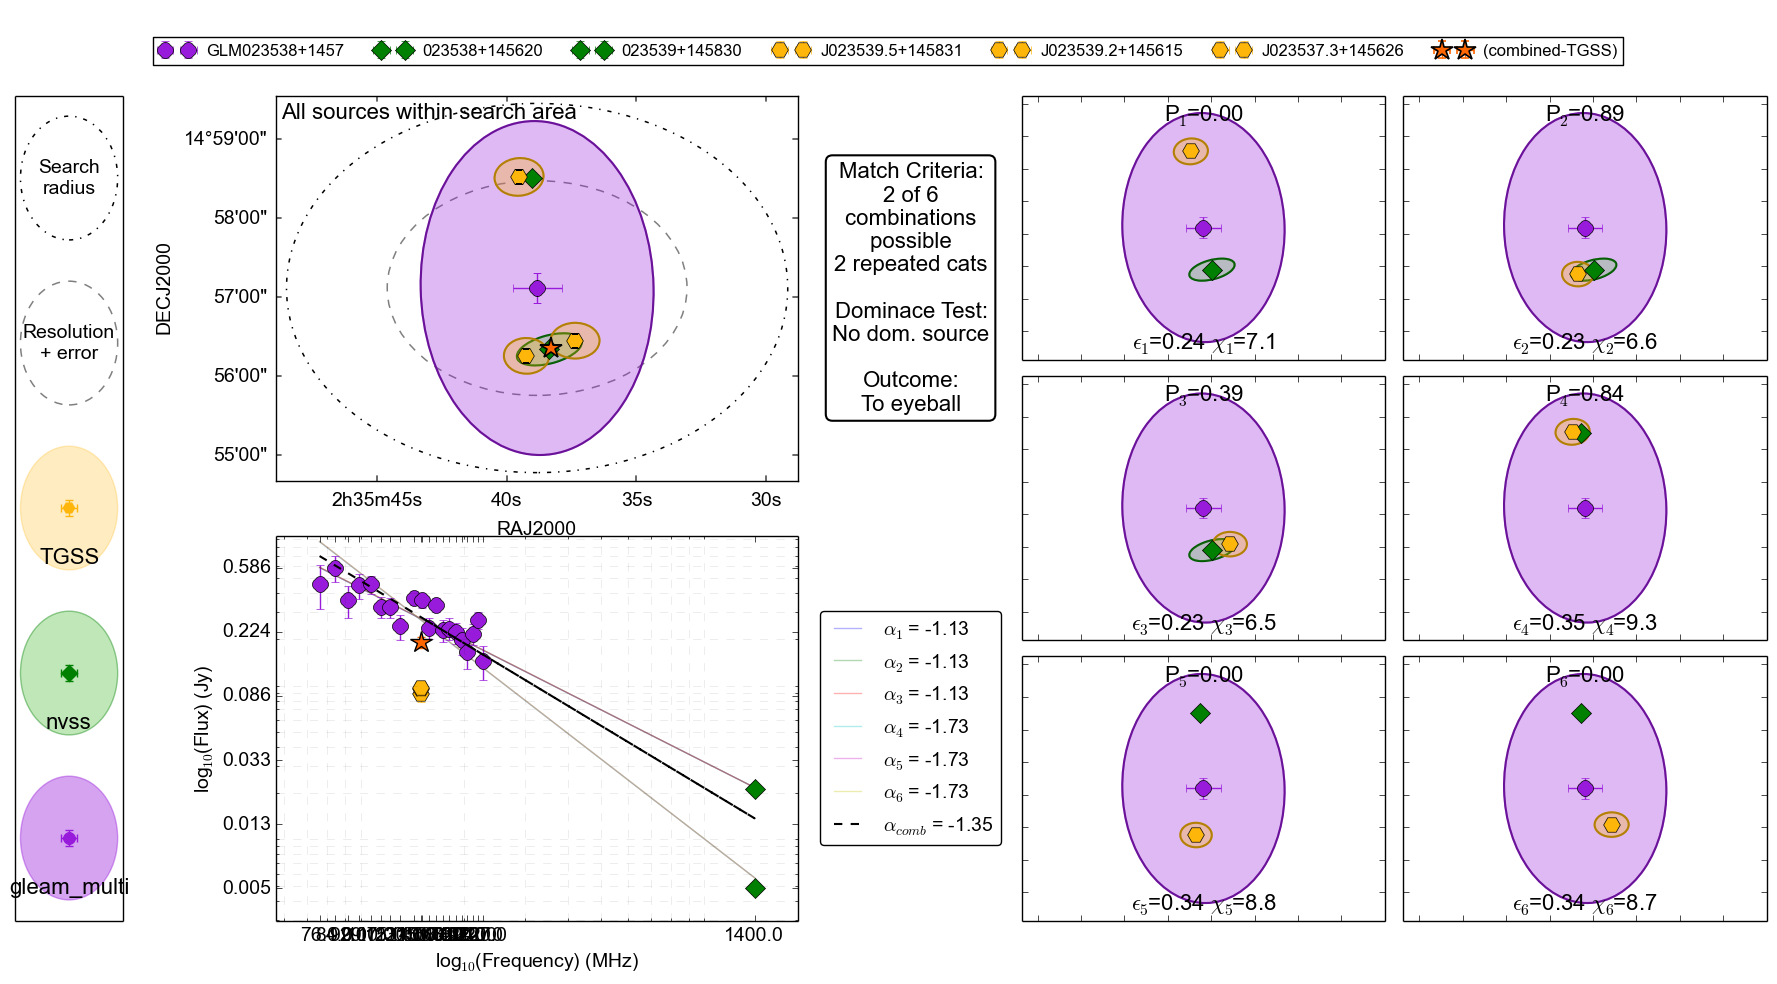 GLM023538+1457 023538+145620 023539+145830 J023539.5+145831 J023539.2+145615 J023537.3+145626 (combined-TGSS)
Search
radius
Resolution
+ error
TGSS
nvss
gleam_multi
All sources within search area
14°59'00"
58'00"
57'00"
56'00"
55'00"
DECJ2000
2h35m45s 40s 35s 30s
RAJ2000
Match Criteria:
2 of 6
combinations
possible
2 repeated cats
Dominace Test:
No dom. source
Outcome:
To eyeball
0.586
0.224
0.086
0.033
0.013
0.005
log₁₀(Flux) (Jy)
1400.0
log₁₀(Frequency) (MHz)
α₁ = -1.13
α₂ = -1.13
α₃ = -1.13
α₄ = -1.73
α₅ = -1.73
α₆ = -1.73
α_comb = -1.35
P₁=0.00
ϵ₁=0.24 χ₁=7.1
P₂=0.89
ϵ₂=0.23 χ₂=6.6
P₃=0.39
ϵ₃=0.23 χ₃=6.5
P₄=0.84
ϵ₄=0.35 χ₄=9.3
P₅=0.00
ϵ₅=0.34 χ₅=8.8
P₆=0.00
ϵ₆=0.34 χ₆=8.7